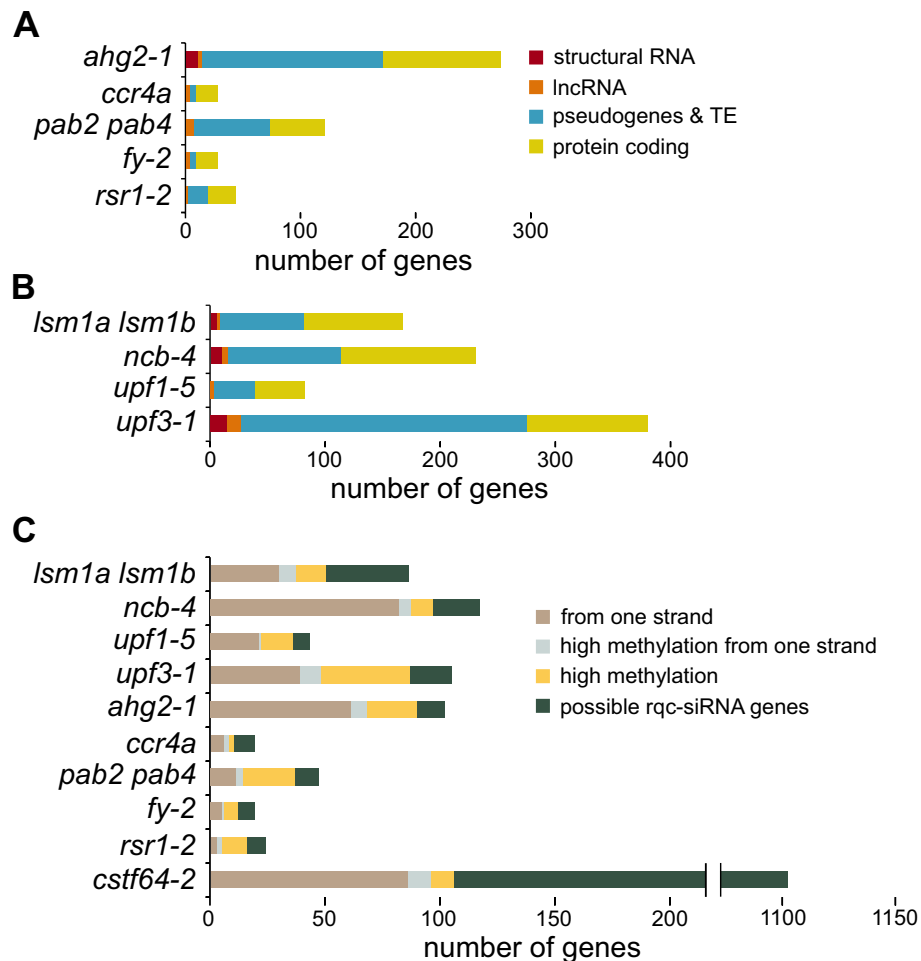 A
ahg2-1
ccr4a
pab2 pab4
fy-2
rsr1-2
structural RNA
lncRNA
pseudogenes & TE
protein coding
0 100 200 300
number of genes
B
lsm1a lsm1b
ncb-4
upf1-5
upf3-1
0 100 200 300 400
number of genes
C
lsm1a lsm1b
ncb-4
upf1-5
upf3-1
ahg2-1
ccr4a
pab2 pab4
fy-2
rsr1-2
cstf64-2
from one strand
high methylation from one strand
high methylation
possible rqc-siRNA genes
0 50 100 150 200 1100 1150
number of genes